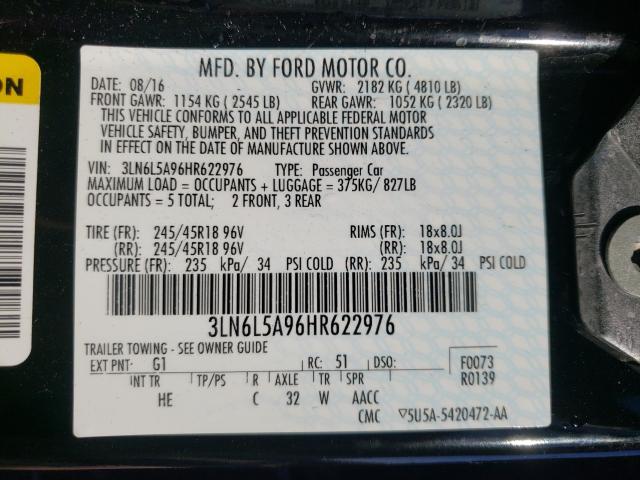 ON
MFD. BY FORD MOTOR CO.
DATE: 08/16 GVWR: 2182 KG ( 4810 LB)
FRONT GAWR: 1154 KG ( 2545 LB) REAR GAWR: 1052 KG ( 2320 LB)
THIS VEHICLE CONFORMS TO ALL APPLICABLE FEDERAL MOTOR
VEHICLE SAFETY, BUMPER, AND THEFT PREVENTION STANDARDS
IN EFFECT ON THE DATE OF MANUFACTURE SHOWN ABOVE.
VIN: 3LN6L5A96HR622976 TYPE: Passenger Car
MAXIMUM LOAD = OCCUPANTS + LUGGAGE = 375KG/ 827LB
OCCUPANTS = 5 TOTAL; 2 FRONT, 3 REAR
TIRE (FR): 245/45R18 96V RIMS (FR): 18x8.0J
(RR): 245/45R18 96V (RR): 18x8.0J
PRESSURE (FR): 235 kPa/ 34 PSI COLD (RR): 235 kPa/ 34 PSI COLD
3LN6L5A96HR622976
TRAILER TOWING - SEE OWNER GUIDE
EXT PNT: G1 RC: 51 DSO: F0073
INT TR TP/PS R AXLE TR SPR R0139
HE C 32 W AACC
CMC ▽5U5A-5420472-AA